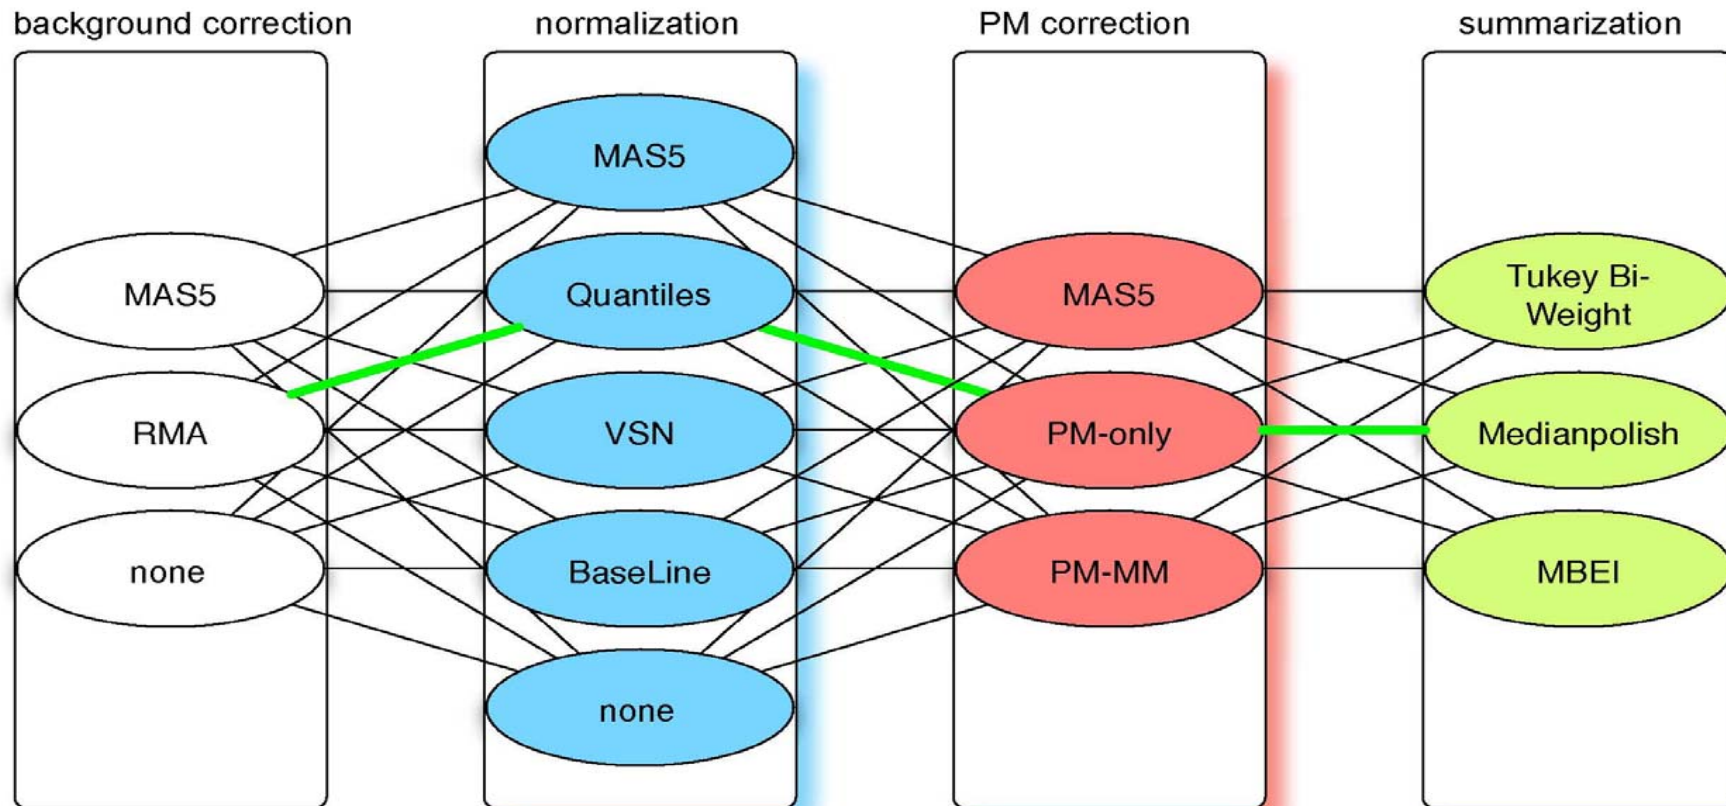 background correction
normalization
PM correction
summarization
MAS5
RMA
none
MAS5
Quantiles
VSN
BaseLine
none
MAS5
PM-only
PM-MM
Tukey Bi-
Weight
Medianpolish
MBEI